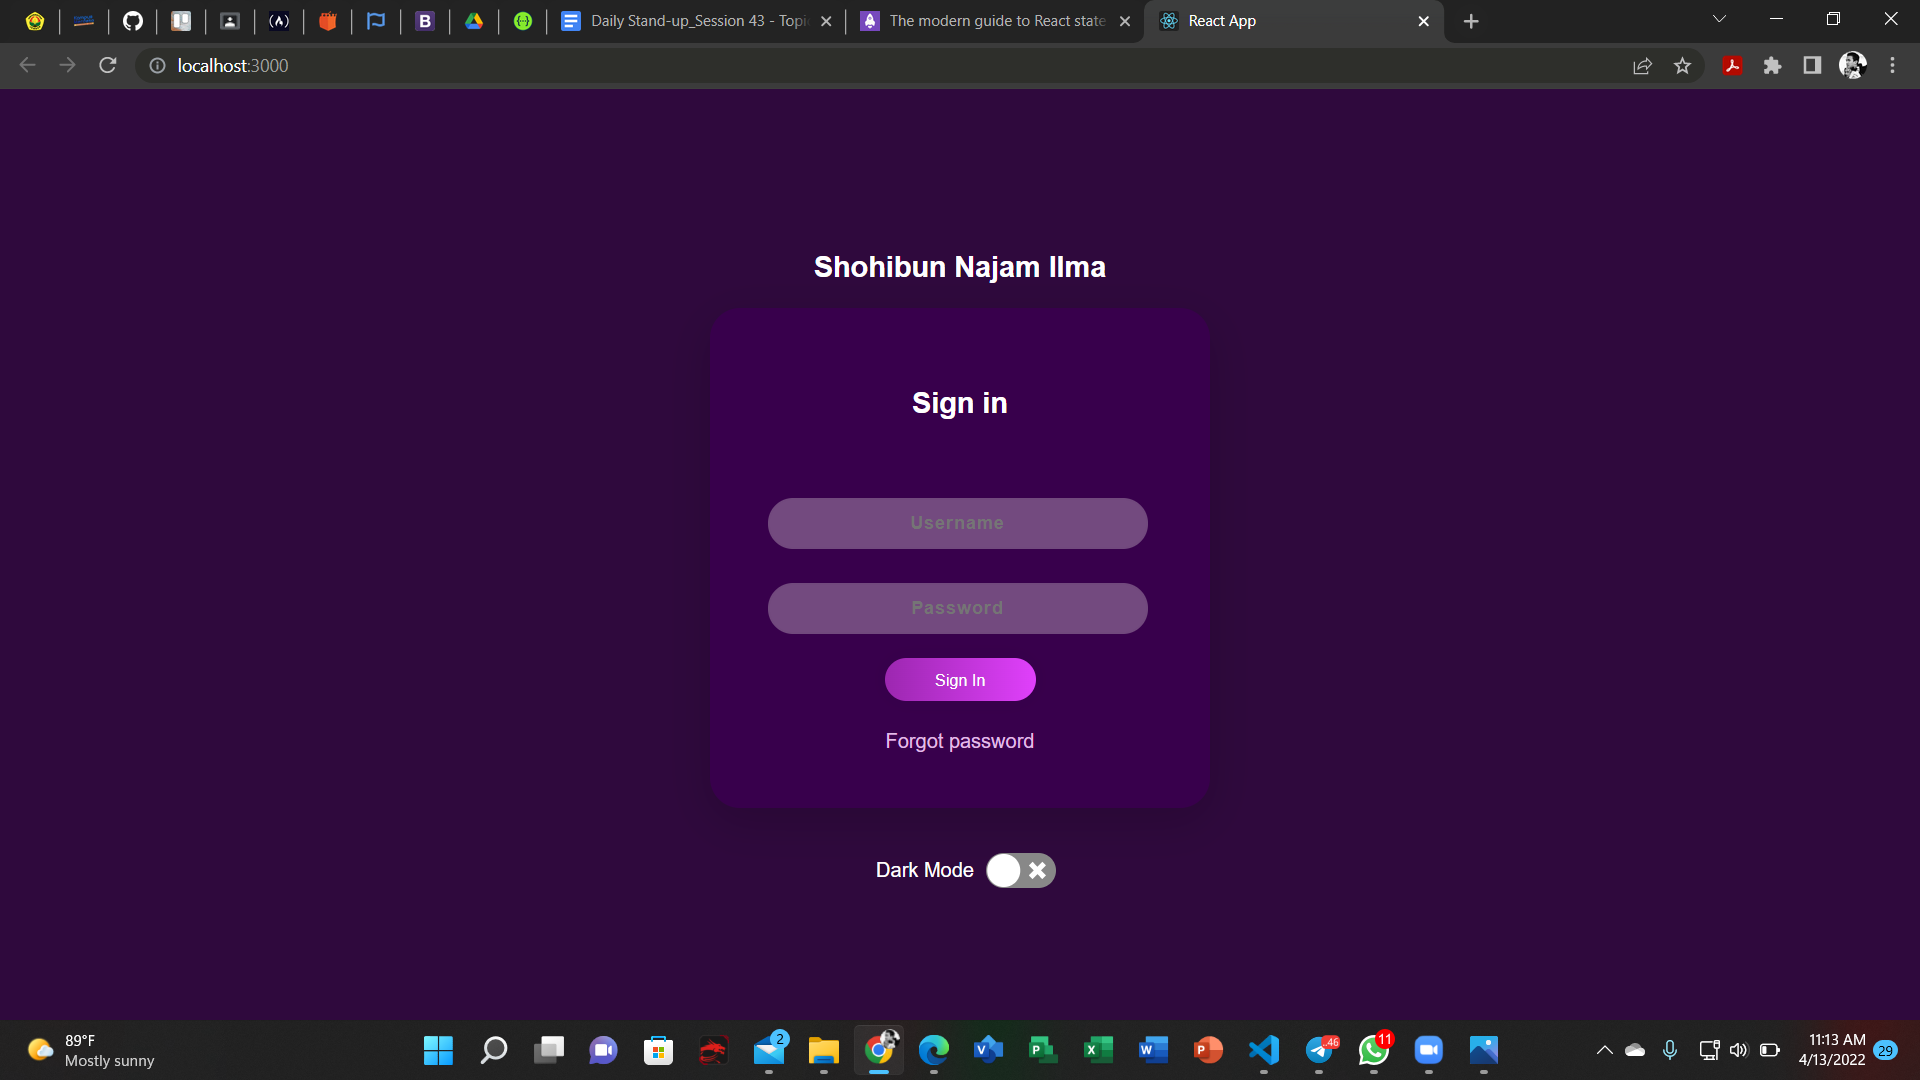 Daily Stand-up_Session 43 - Topi
The modern guide to React state
React App
localhost:3000
Shohibun Najam Ilma
Sign in
Username
Password
Sign In
Forgot password
Dark Mode
89°F
Mostly sunny
2
.46
11
11:13 AM
4/13/2022
29